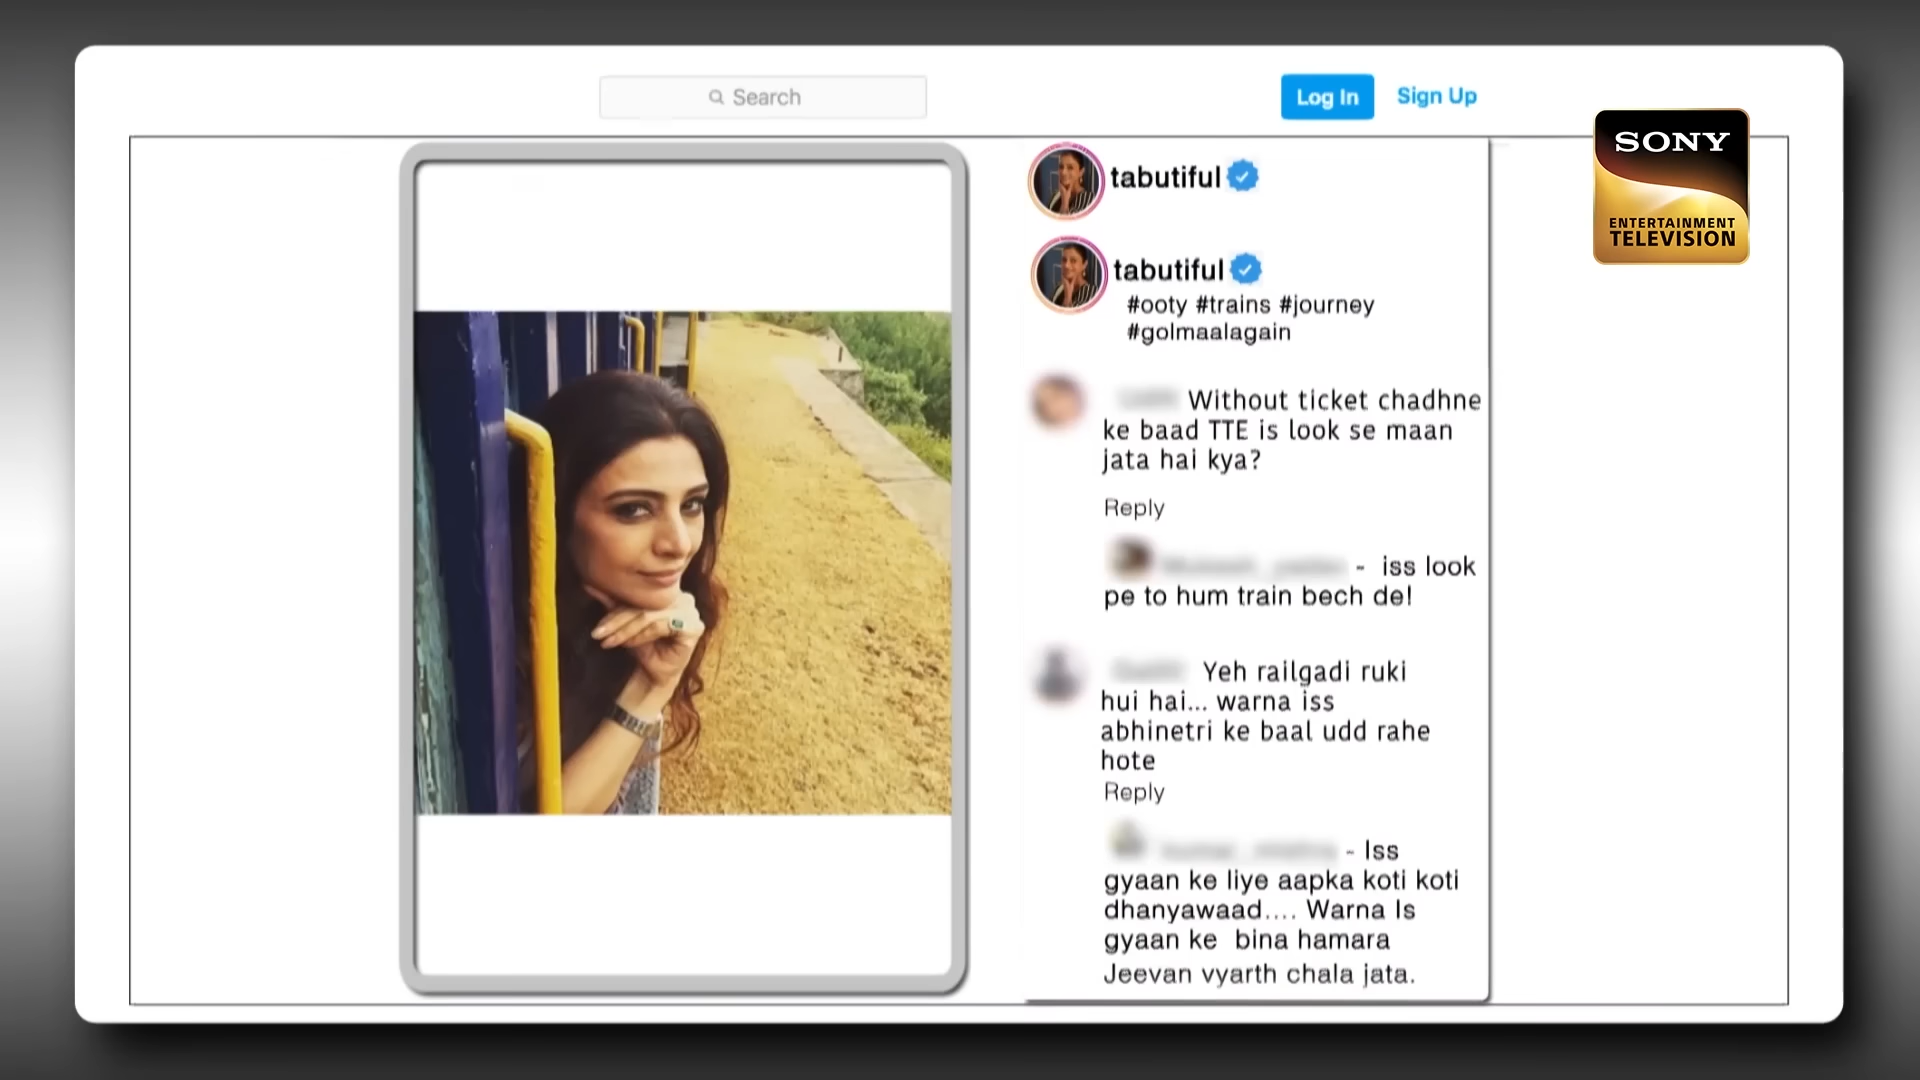 Search
Log In
Sign Up
SONY
ENTERTAINMENT
TELEVISION
tabutiful
tabutiful
#ooty #trains #journey
#golmaalagain
Without ticket chadhne
ke baad TTE is look se maan
jata hai kya?
Reply
- iss look
pe to hum train bech de!
Yeh railgadi ruki
hui hai... warna iss
abhinetri ke baal udd rahe
hote
Reply
- Iss
gyaan ke liye aapka koti koti
dhanyawaad.... Warna Is
gyaan ke bina hamara
Jeevan vyarth chala jata.